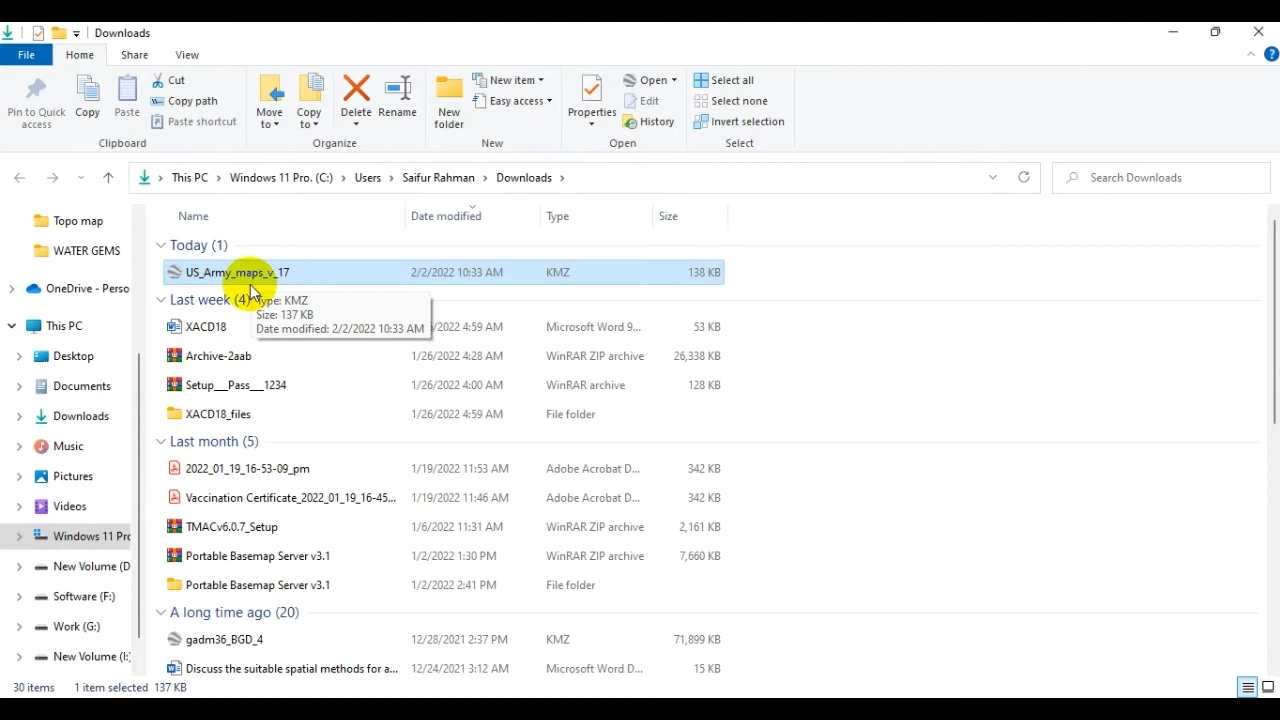 Downloads
File Home Share View
Pin to Quick access
Copy
Paste
Cut
Copy path
Paste shortcut
Clipboard
Move to
Copy to
Delete
Rename
Organize
New folder
New item
Easy access
New
Properties
Open
Edit
History
Open
Select all
Select none
Invert selection
Select
This PC > Windows 11 Pro. (C:) > Users > Saifur Rahman > Downloads
Search Downloads
Topo map
WATER GEMS
OneDrive - Perso
This PC
Desktop
Documents
Downloads
Music
Pictures
Videos
Windows 11 Pro
New Volume (D
Software (F:)
Work (G:)
New Volume (I:)
Name Date modified Type Size
Today (1)
US_Army_maps_v_17 2/2/2022 10:33 AM KMZ 138 KB
Last week (4)
Type: KMZ
Size: 137 KB
Date modified: 2/2/2022 10:33 AM
XACD18 /2022 4:59 AM Microsoft Word 9... 53 KB
Archive-2aab 1/26/2022 4:28 AM WinRAR ZIP archive 26,338 KB
Setup__Pass__1234 1/26/2022 4:00 AM WinRAR archive 128 KB
XACD18_files 1/26/2022 4:59 AM File folder
Last month (5)
2022_01_19_16-53-09_pm 1/19/2022 11:53 AM Adobe Acrobat D... 342 KB
Vaccination Certificate_2022_01_19_16-45... 1/19/2022 11:46 AM Adobe Acrobat D... 342 KB
TMACv6.0.7_Setup 1/6/2022 11:31 AM WinRAR ZIP archive 2,161 KB
Portable Basemap Server v3.1 1/2/2022 1:30 PM WinRAR ZIP archive 7,660 KB
Portable Basemap Server v3.1 1/2/2022 2:41 PM File folder
A long time ago (20)
gadm36_BGD_4 12/28/2021 2:37 PM KMZ 71,899 KB
Discuss the suitable spatial methods for a... 12/24/2021 3:12 AM Microsoft Word D... 15 KB
30 items 1 item selected 137 KB